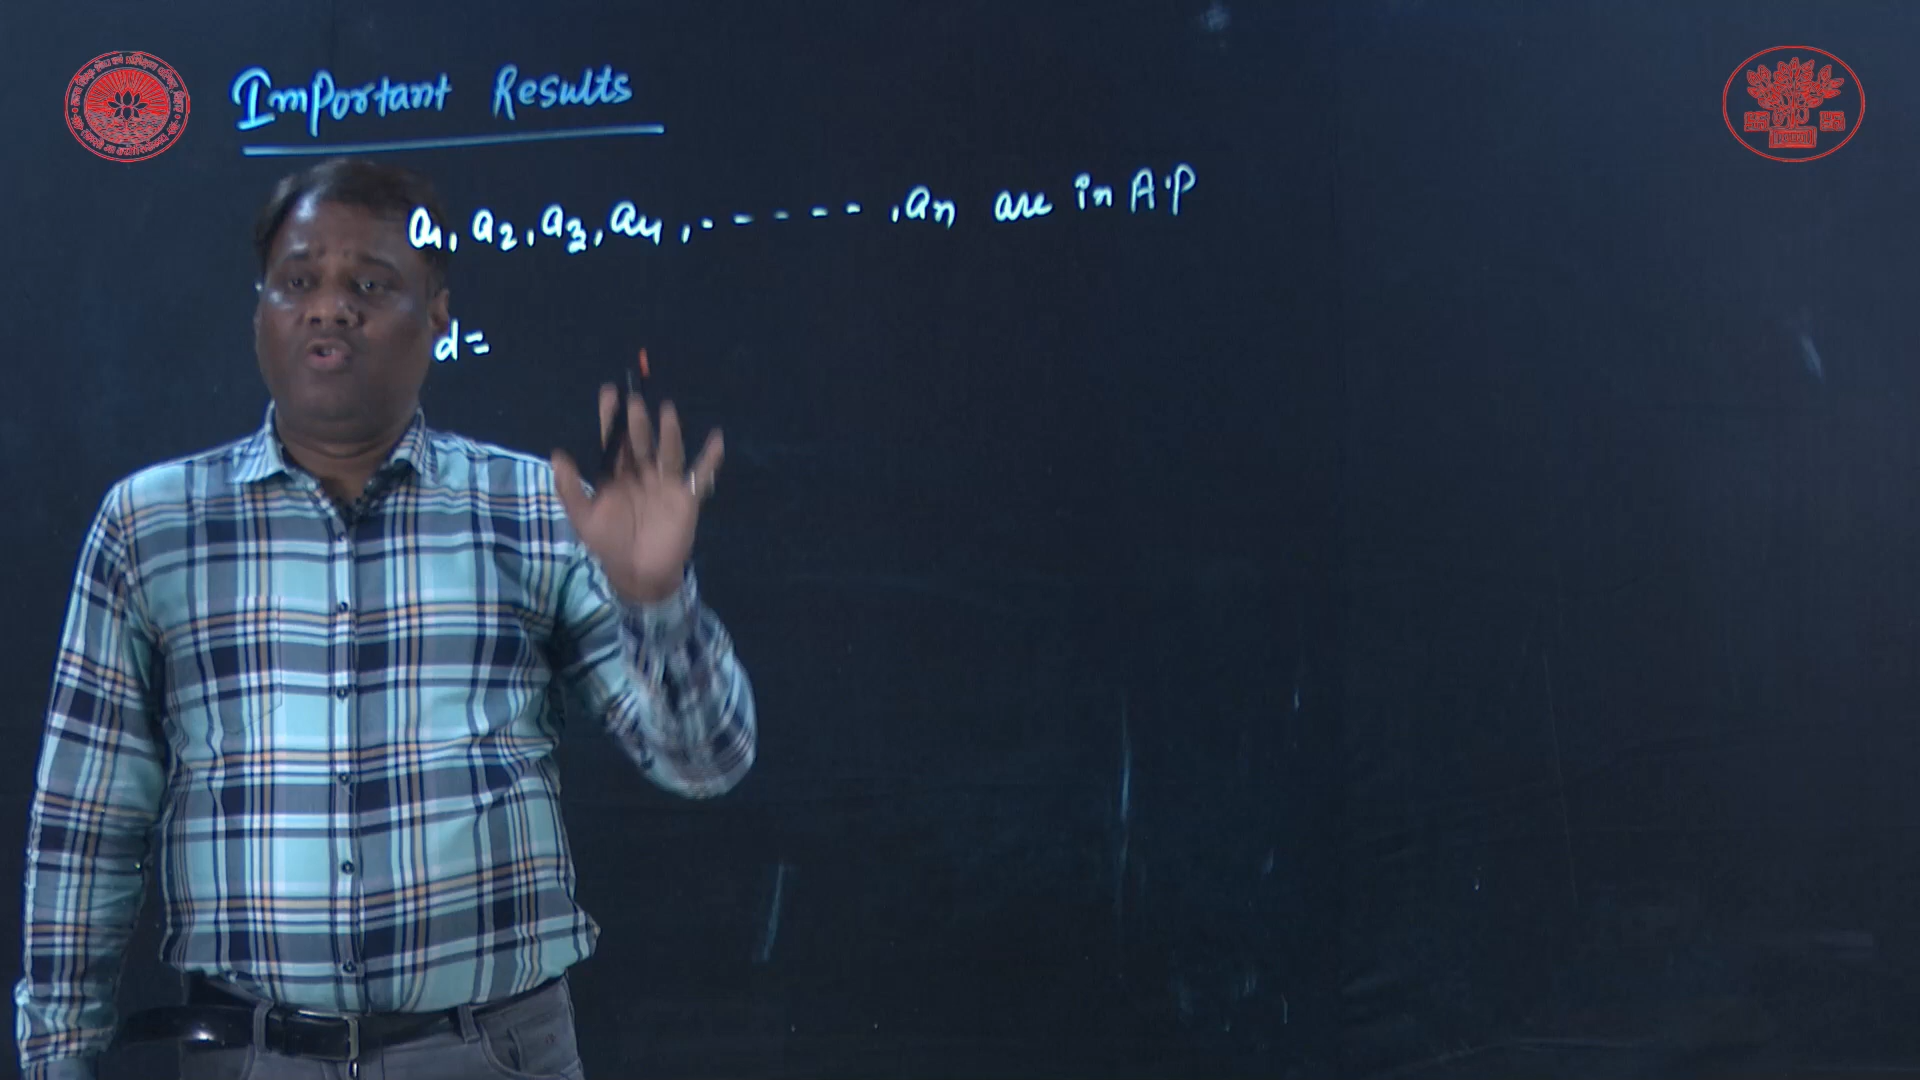 Important Results
a1, a2, a3, a4, ------, an are in A.P
d=